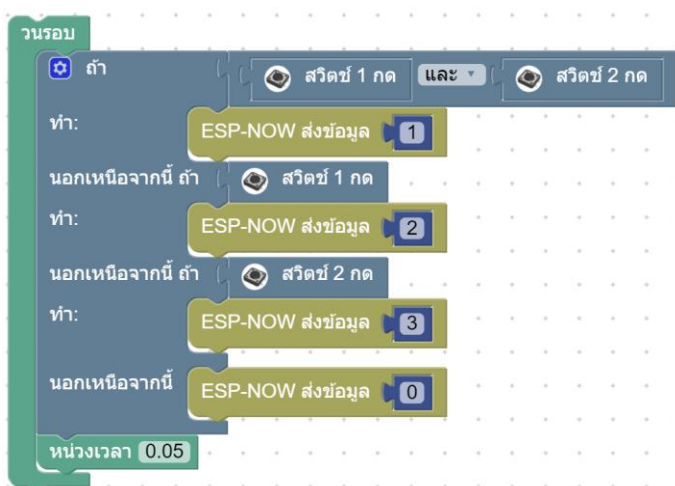 วนรอบ
ถ้า สวิตช์ 1 กด และ สวิตช์ 2 กด
ทำ: ESP-NOW ส่งข้อมูล 1
นอกเหนือจากนี้ ถ้า สวิตช์ 1 กด
ทำ: ESP-NOW ส่งข้อมูล 2
นอกเหนือจากนี้ ถ้า สวิตช์ 2 กด
ทำ: ESP-NOW ส่งข้อมูล 3
นอกเหนือจากนี้ ESP-NOW ส่งข้อมูล 0
หน่วงเวลา 0.05